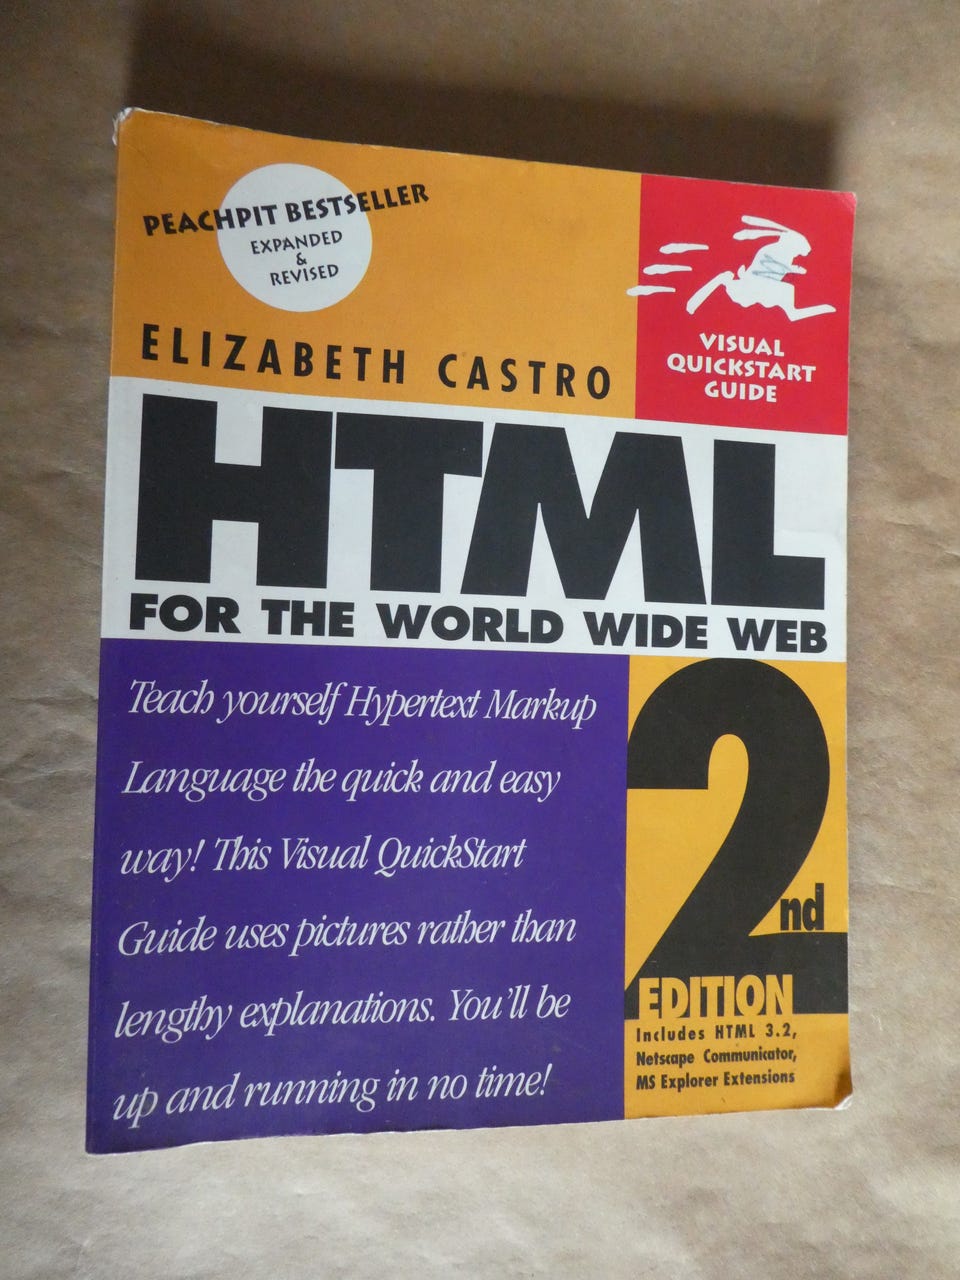 PEACHPIT BESTSELLER
EXPANDED
&
REVISED
ELIZABETH CASTRO
VISUAL
QUICKSTART
GUIDE
HTML
FOR THE WORLD WIDE WEB
Teach yourself Hypertext Markup
Language the quick and easy
way! This Visual QuickStart
Guide uses pictures rather than
lengthy explanations. You'll be
up and running in no time!
2nd
EDITION
Includes HTML 3.2,
Netscape Communicator,
MS Explorer Extensions